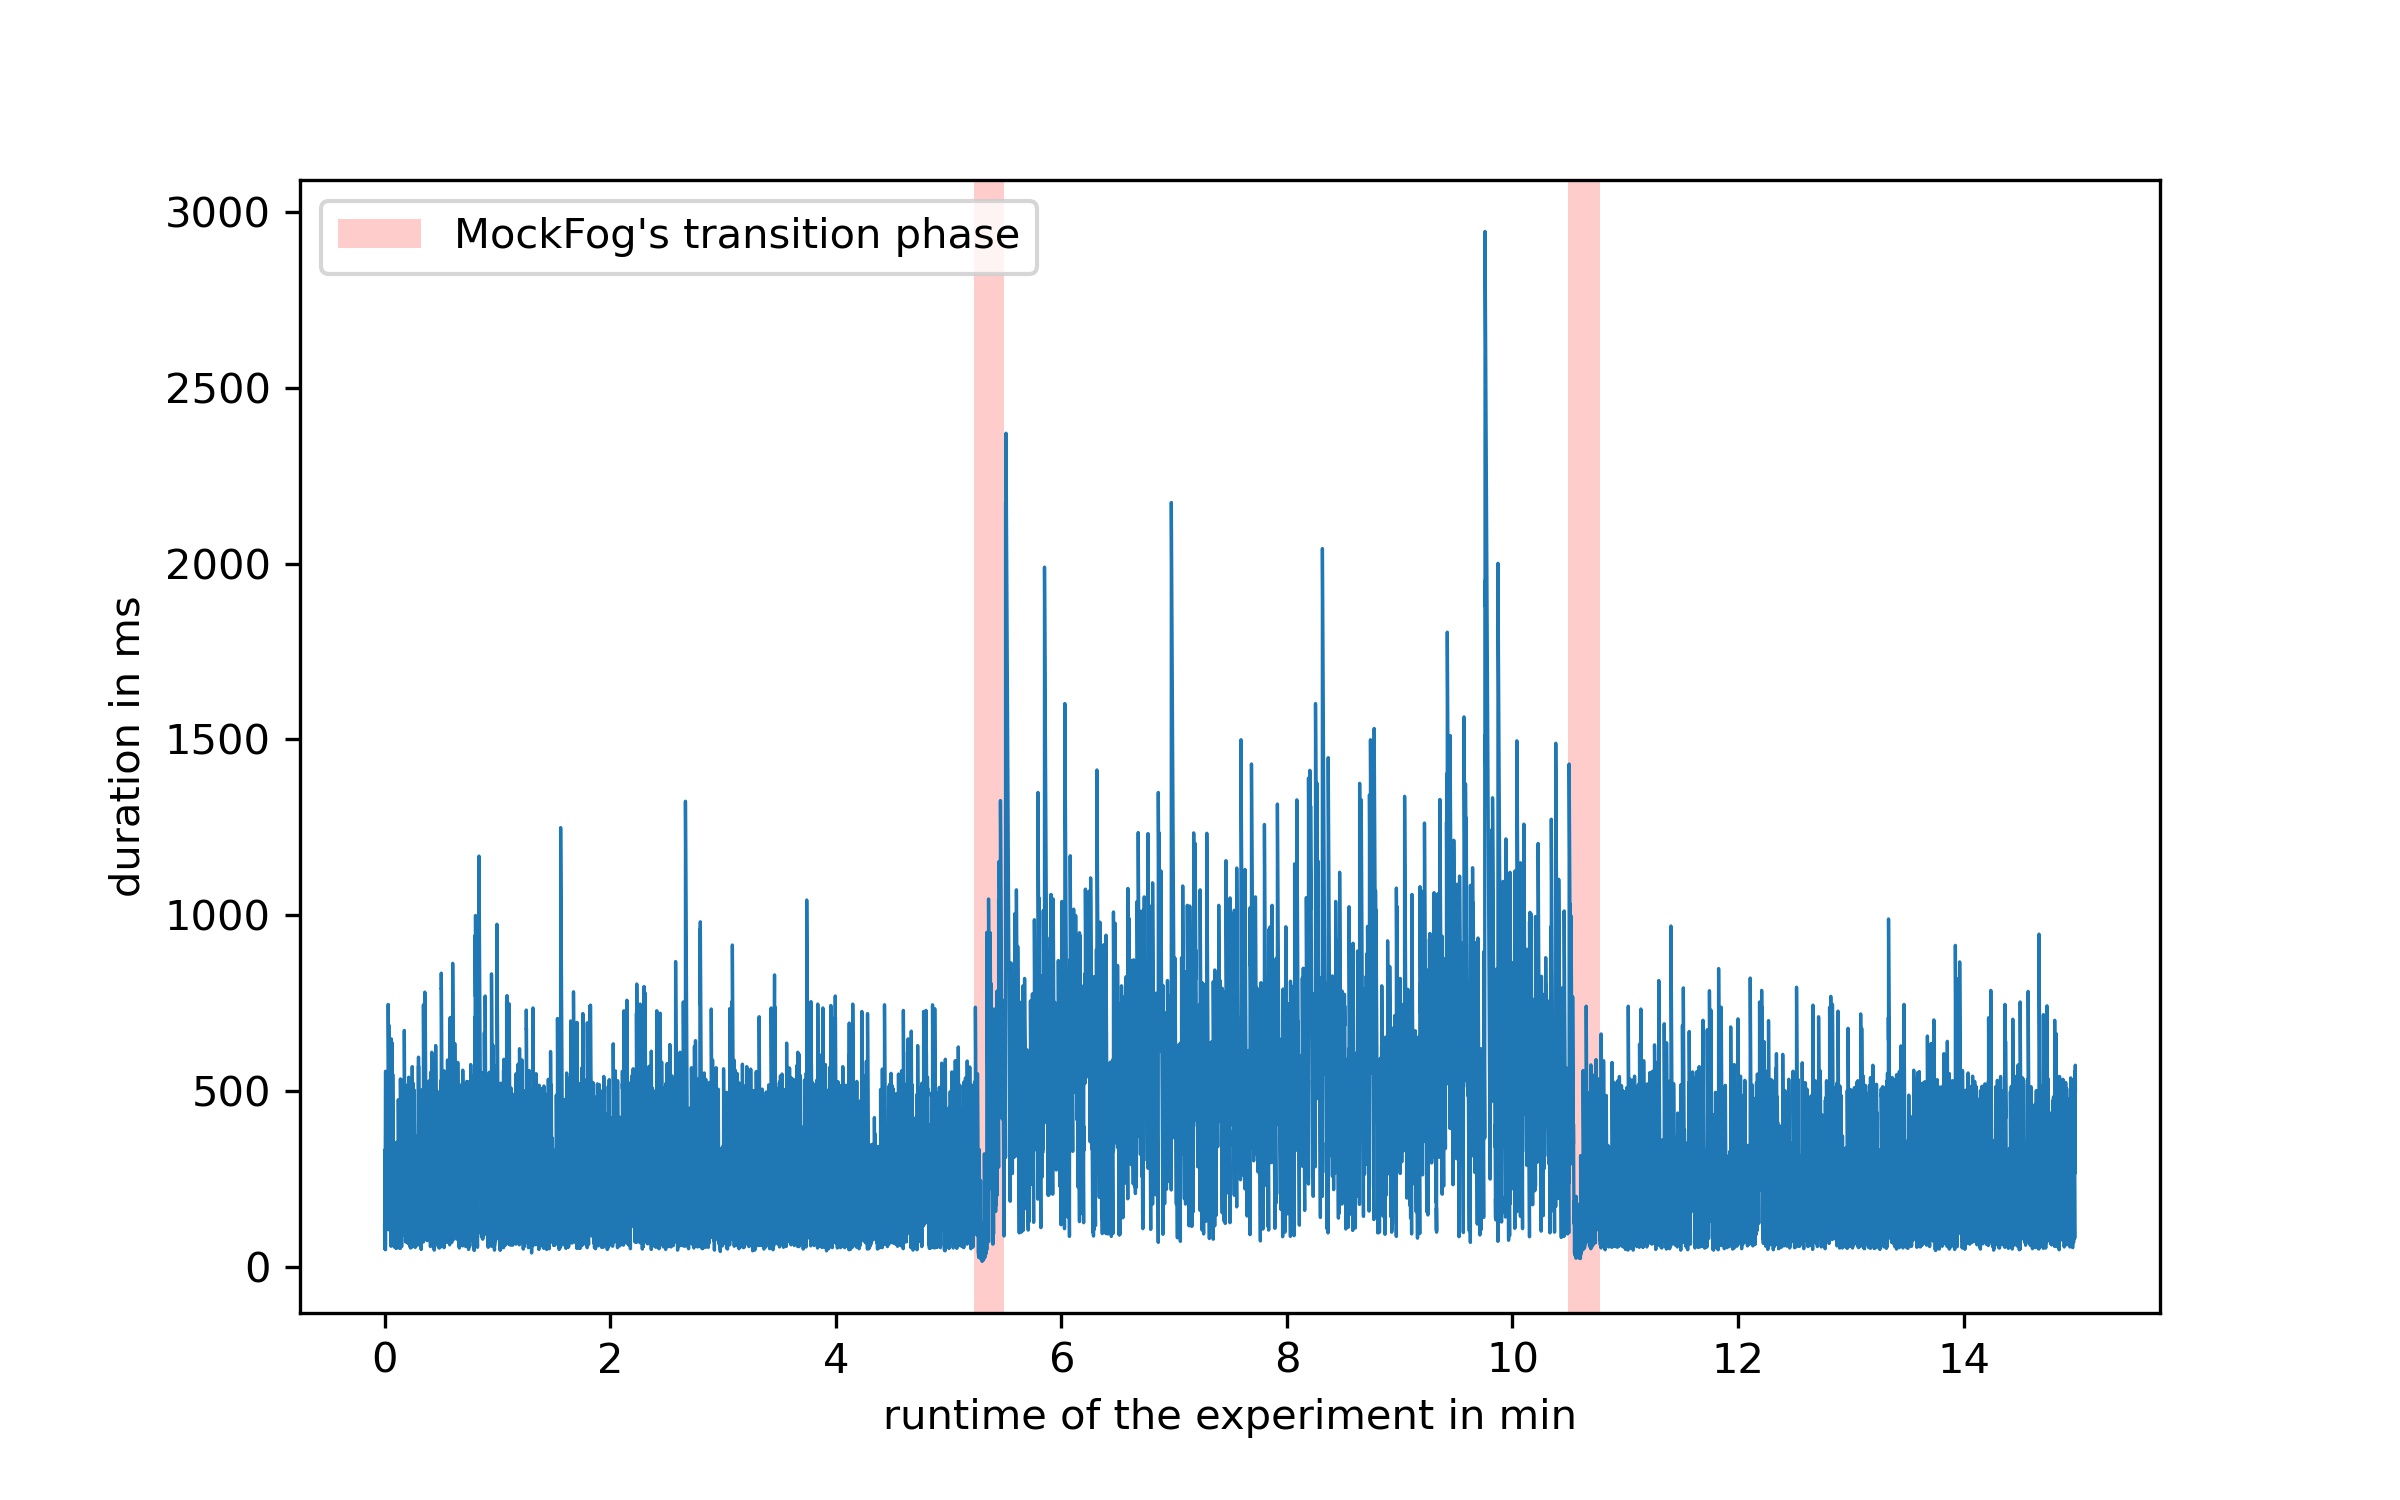 MockFog's transition phase
3000
2500
2000
1500
1000
500
0
duration in ms
0 2 4 6 8 10 12 14
runtime of the experiment in min